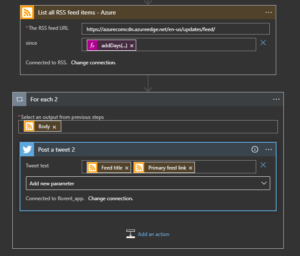 List all RSS feed items - Azure
* The RSS feed URL
https://azurecomcdn.azureedge.net/en-us/updates/feed/
since
fx addDays(...) ×
Connected to RSS. Change connection.
For each 2
* Select an output from previous steps
Body ×
Post a tweet 2
Tweet text
Feed title × Primary feed link ×
Add new parameter
Connected to florent_app. Change connection.
Add an action